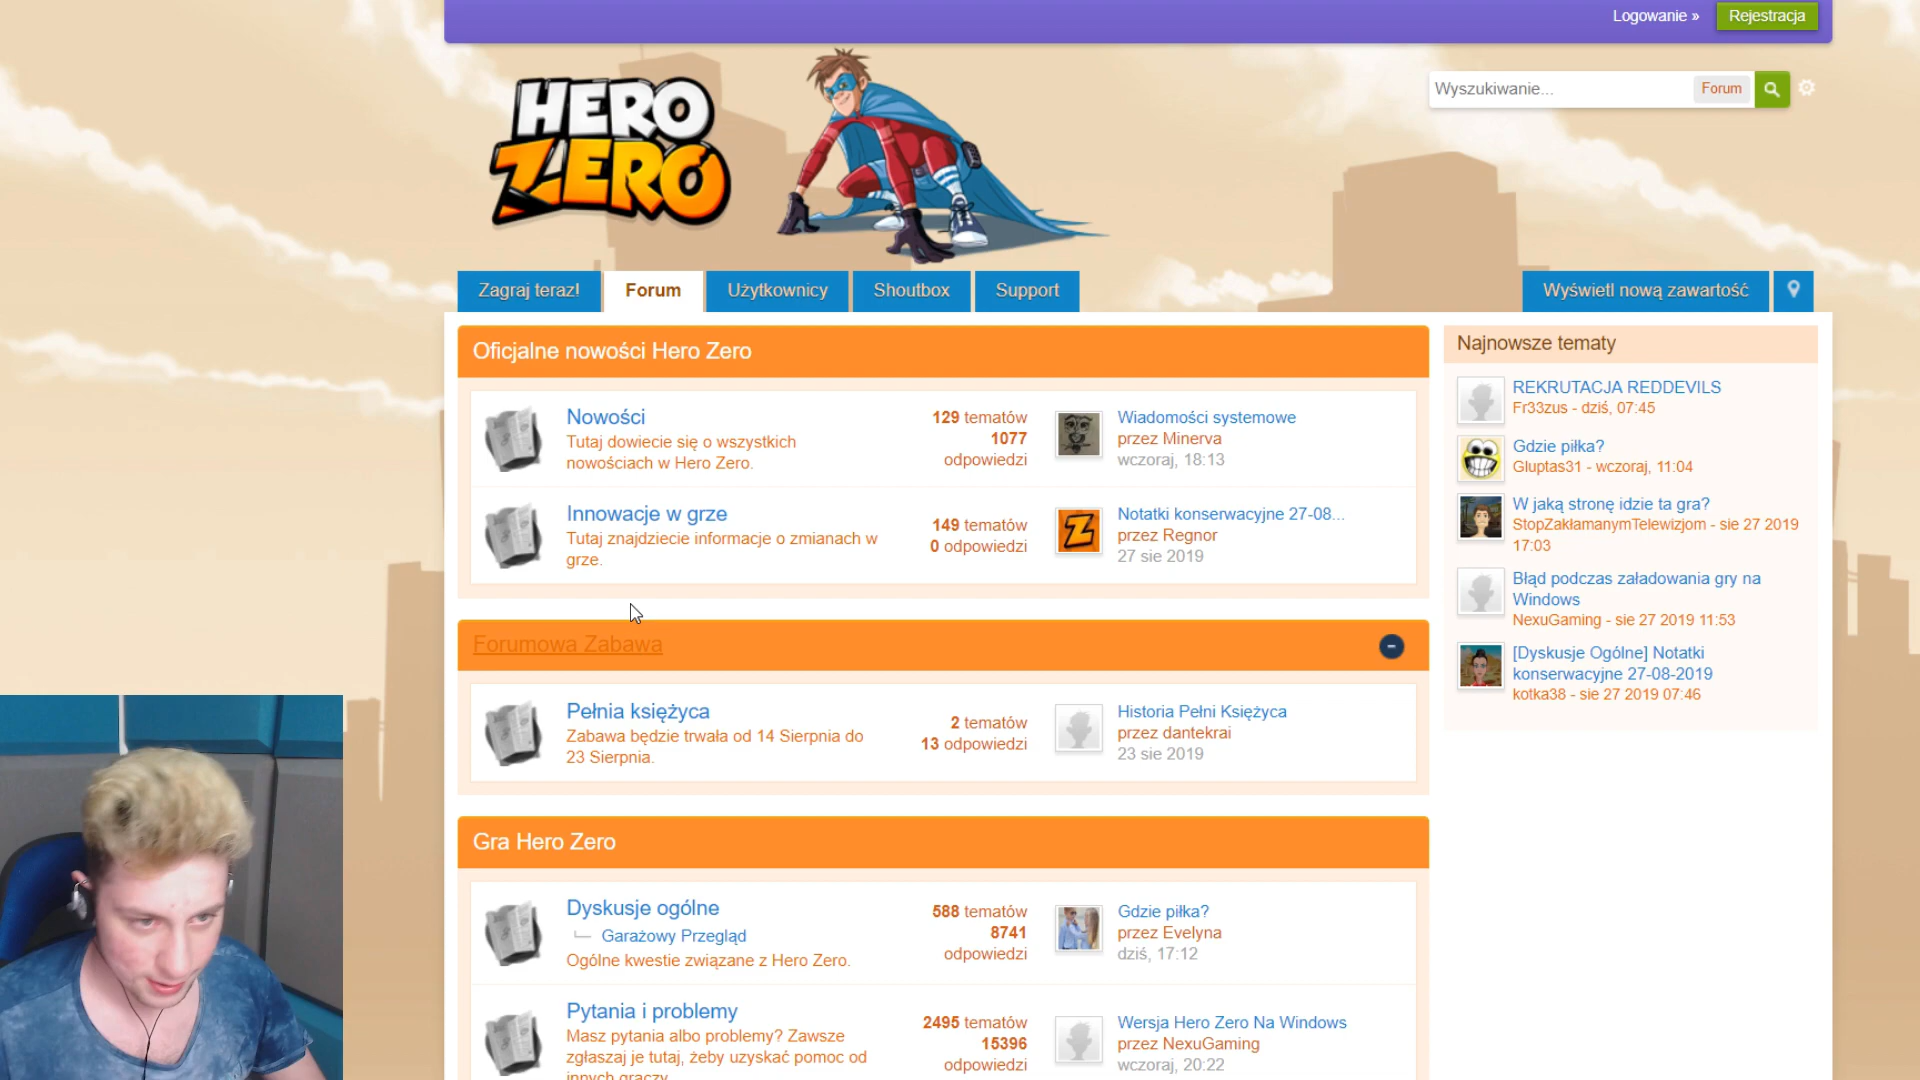 Logowanie »
Rejestracja
HERO
ZERO
Wyszukiwanie...
Forum
Zagraj teraz!
Forum
Użytkownicy
Shoutbox
Support
Wyświetl nową zawartość
Oficjalne nowości Hero Zero
Nowości
Tutaj dowiecie się o wszystkich
nowościach w Hero Zero.
129 tematów
1077
odpowiedzi
Wiadomości systemowe
przez Minerva
wczoraj, 18:13
Innowacje w grze
Tutaj znajdziecie informacje o zmianach w
grze.
149 tematów
0 odpowiedzi
Notatki konserwacyjne 27-08...
przez Regnor
27 sie 2019
Forumowa Zabawa
Pełnia księżyca
Zabawa będzie trwała od 14 Sierpnia do
23 Sierpnia.
2 tematów
13 odpowiedzi
Historia Pełni Księżyca
przez dantekrai
23 sie 2019
Gra Hero Zero
Dyskusje ogólne
Garażowy Przegląd
Ogólne kwestie związane z Hero Zero.
588 tematów
8741
odpowiedzi
Gdzie piłka?
przez Evelyna
dziś, 17:12
Pytania i problemy
Masz pytania albo problemy? Zawsze
zgłaszaj je tutaj, żeby uzyskać pomoc od
innych graczy.
2495 tematów
15396
odpowiedzi
Wersja Hero Zero Na Windows
przez NexuGaming
wczoraj, 20:22
Najnowsze tematy
REKRUTACJA REDDEVILS
Fr33zus - dziś, 07:45
Gdzie piłka?
Gluptas31 - wczoraj, 11:04
W jaką stronę idzie ta gra?
StopZakłamanymTelewizjom - sie 27 2019
17:03
Błąd podczas załadowania gry na
Windows
NexuGaming - sie 27 2019 11:53
[Dyskusje Ogólne] Notatki
konserwacyjne 27-08-2019
kotka38 - sie 27 2019 07:46